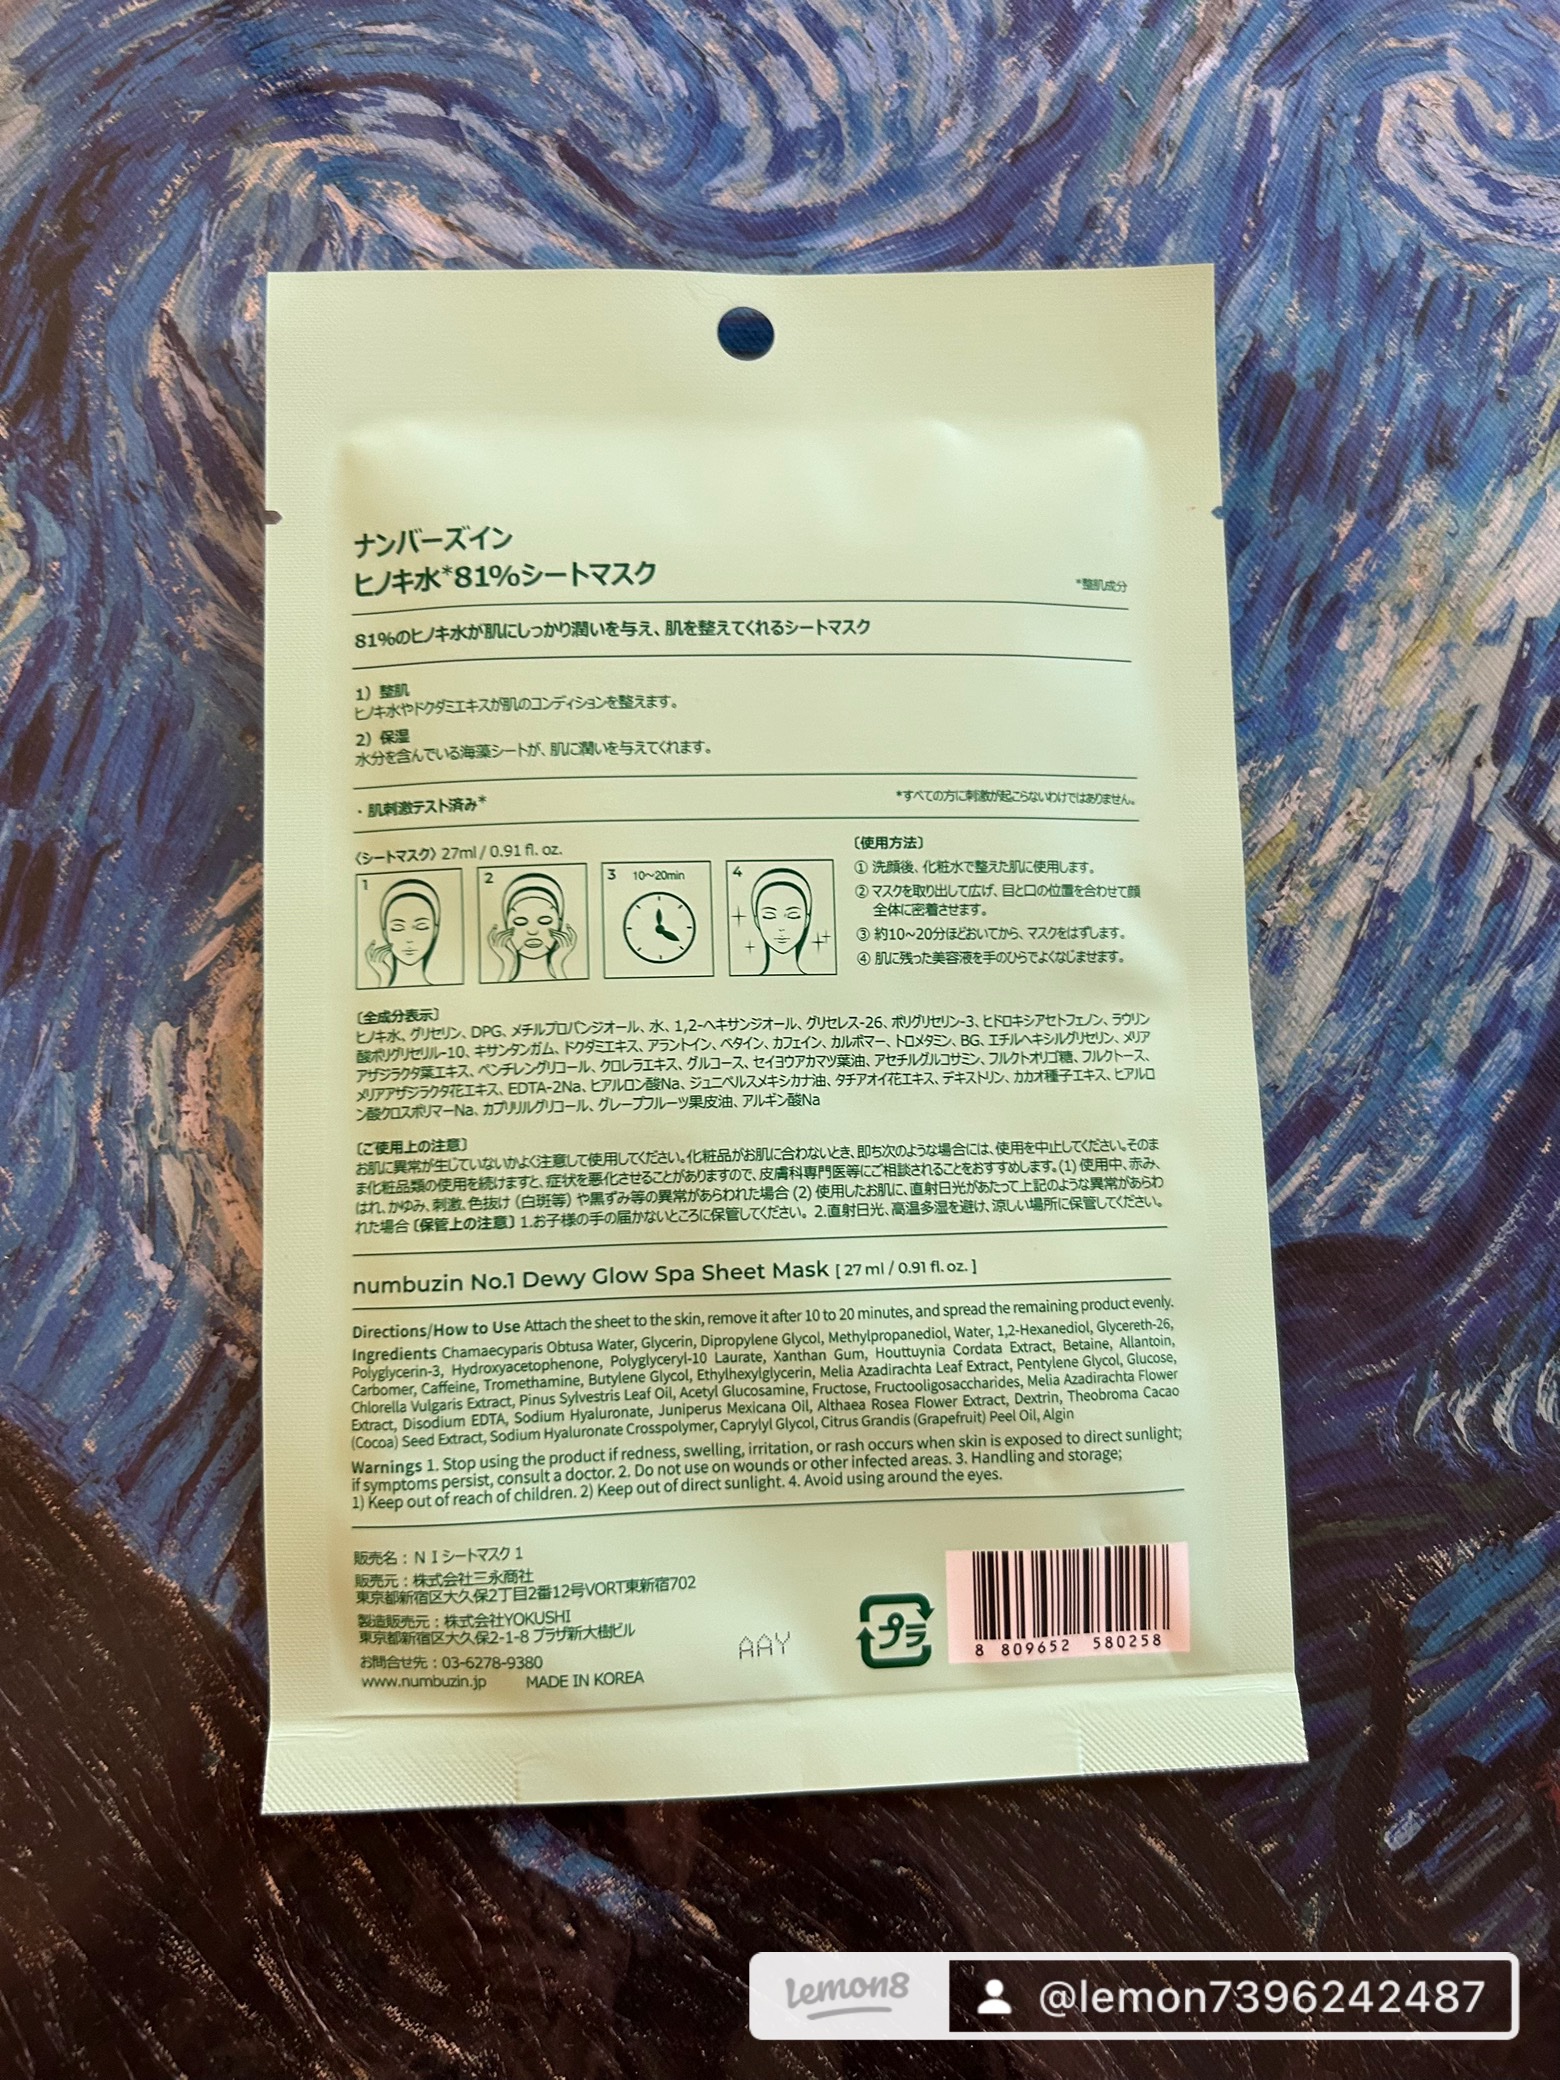 ナンバーズイン
ヒノキ水*81%シートマスク
*整肌成分
81%のヒノキ水が肌にしっかり潤いを与え、肌を整えてくれるシートマスク
1）整肌
ヒノキ水やドクダミエキスが肌のコンディションを整えます。
2）保湿
水分を含んでいる海藻シートが、肌に潤いを与えてくれます。
・肌刺激テスト済み*
*すべての方に刺激が起こらないわけではありません。
〈シートマスク〉27ml / 0.91 fl. oz.
1
2
3 10〜20min
4
〔使用方法〕
① 洗顔後、化粧水で整えた肌に使用します。
② マスクを取り出して広げ、目と口の位置を合わせて顔
全体に密着させます。
③ 約10〜20分ほどおいてから、マスクをはずします。
④ 肌に残った美容液を手のひらでよくなじませます。
〔全成分表示〕
ヒノキ水、グリセリン、DPG、メチルプロパンジオール、水、1,2-ヘキサンジオール、グリセレス-26、ポリグリセリン-3、ヒドロキシアセトフェノン、ラウリン
酸ポリグリセリル-10、キサンタンガム、ドクダミエキス、アラントイン、ベタイン、カフェイン、カルボマー、トロメタミン、BG、エチルヘキシルグリセリン、メリア
アザジラクタ葉エキス、ペンチレングリコール、クロレラエキス、グルコース、セイヨウアカマツ葉油、アセチルグルコサミン、フルクトオリゴ糖、フルクトース、
メリアアザジラクタ花エキス、EDTA-2Na、ヒアルロン酸Na、ジュニペルスメキシカナ油、タチアオイ花エキス、デキストリン、カカオ種子エキス、ヒアルロ
ン酸クロスポリマーNa、カプリリルグリコール、グレープフルーツ果皮油、アルギン酸Na
〔ご使用上の注意〕
お肌に異常が生じていないかよく注意して使用してください。化粧品がお肌に合わないとき、即ち次のような場合には、使用を中止してください。そのま
ま化粧品類の使用を続けますと、症状を悪化させることがありますので、皮膚科専門医等にご相談されることをおすすめします。(1) 使用中、赤み、
はれ、かゆみ、刺激、色抜け（白斑等）や黒ずみ等の異常があらわれた場合 (2) 使用したお肌に、直射日光があたって上記のような異常があらわ
れた場合〔保管上の注意〕1.お子様の手の届かないところに保管してください。2.直射日光、高温多湿を避け、涼しい場所に保管してください。
numbuzin No.1 Dewy Glow Spa Sheet Mask [ 27 ml / 0.91 fl. oz. ]
Directions/How to Use Attach the sheet to the skin, remove it after 10 to 20 minutes, and spread the remaining product evenly.
Ingredients Chamaecyparis Obtusa Water, Glycerin, Dipropylene Glycol, Methylpropanediol, Water, 1,2-Hexanediol, Glycereth-26,
Polyglycerin-3, Hydroxyacetophenone, Polyglyceryl-10 Laurate, Xanthan Gum, Houttuynia Cordata Extract, Betaine, Allantoin,
Carbomer, Caffeine, Tromethamine, Butylene Glycol, Ethylhexylglycerin, Melia Azadirachta Leaf Extract, Pentylene Glycol, Glucose,
Chlorella Vulgaris Extract, Pinus Sylvestris Leaf Oil, Acetyl Glucosamine, Fructose, Fructooligosaccharides, Melia Azadirachta Flower
Extract, Disodium EDTA, Sodium Hyaluronate, Juniperus Mexicana Oil, Althaea Rosea Flower Extract, Dextrin, Theobroma Cacao
(Cocoa) Seed Extract, Sodium Hyaluronate Crosspolymer, Caprylyl Glycol, Citrus Grandis (Grapefruit) Peel Oil, Algin
Warnings 1. Stop using the product if redness, swelling, irritation, or rash occurs when skin is exposed to direct sunlight;
if symptoms persist, consult a doctor. 2. Do not use on wounds or other infected areas. 3. Handling and storage;
1) Keep out of reach of children. 2) Keep out of direct sunlight. 4. Avoid using around the eyes.
販売名：ＮＩシートマスク 1
販売元：株式会社三永商社
東京都新宿区大久保2丁目2番12号VORT東新宿702
製造販売元：株式会社YOKUSHI
東京都新宿区大久保2-1-8 プラザ新大樹ビル
お問合せ先：03-6278-9380
www.numbuzin.jp MADE IN KOREA
AAY
プラ
8 809652 580258
lemon8 @lemon7396242487